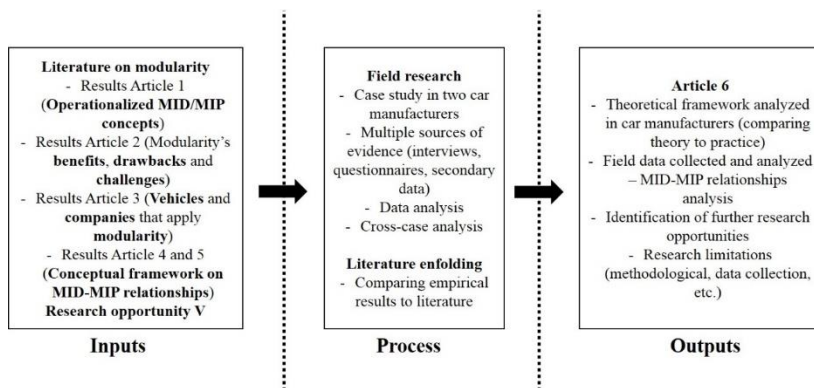 Literature on modularity
- Results Article 1
(Operationalized MID/MIP
concepts)
- Results Article 2 (Modularity's
benefits, drawbacks and
challenges)
- Results Article 3 (Vehicles and
companies that apply
modularity)
- Results Article 4 and 5
(Conceptual framework on
MID-MIP relationships)
Research opportunity V
Inputs
Field research
- Case study in two car
manufacturers
- Multiple sources of
evidence (interviews,
questionnaires, secondary
data)
- Data analysis
- Cross-case analysis
Literature enfolding
- Comparing empirical
results to literature
Process
Article 6
- Theoretical framework analyzed
in car manufacturers (comparing
theory to practice)
- Field data collected and analyzed
– MID-MIP relationships
analysis
- Identification of further research
opportunities
- Research limitations
(methodological, data collection,
etc.)
Outputs